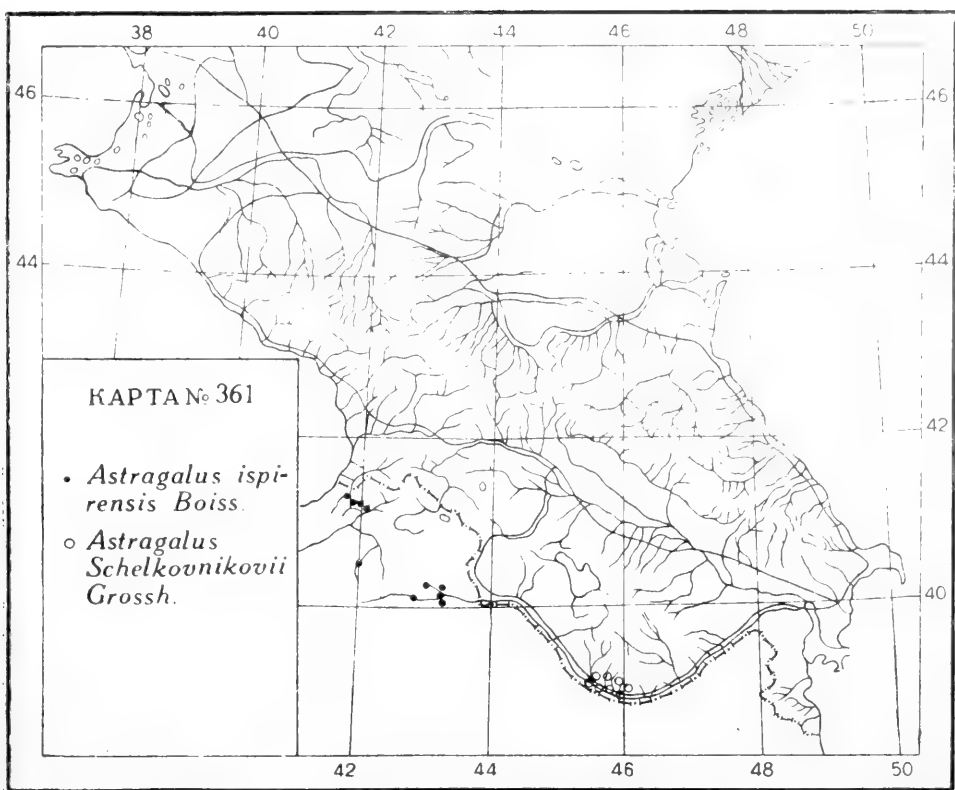 38 40 42 44 46 48 50
46 46
44 44
КАРТА № 361
42
• Astragalus ispi-
rensis Boiss.
○ Astragalus
Schelkovnikovii
Grossh.
40
42 44 46 48 50